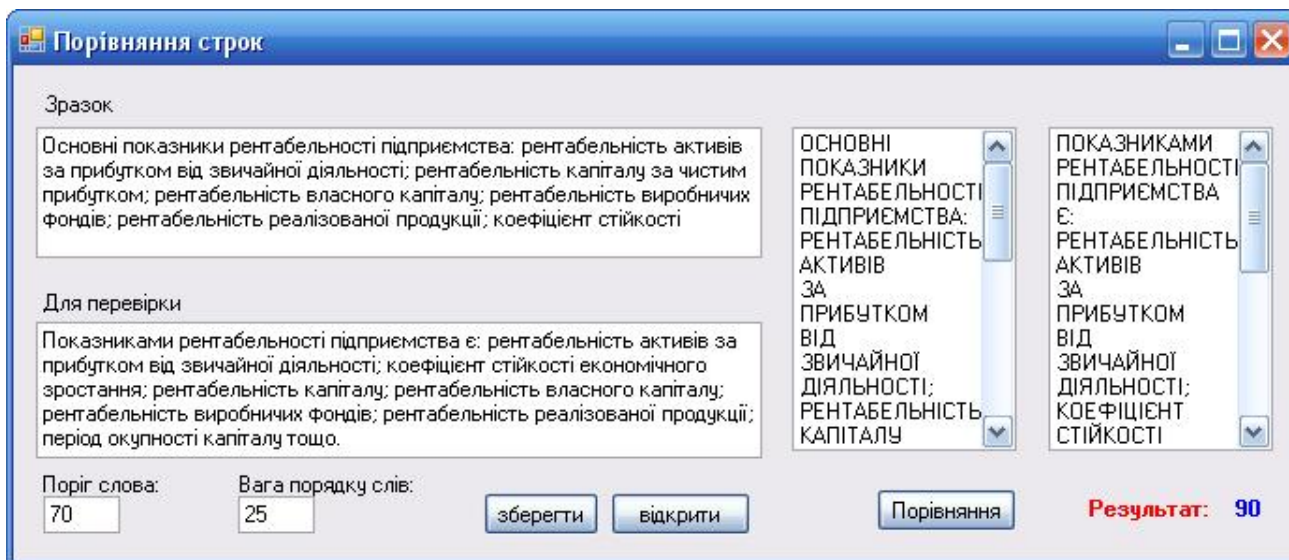 Порівняння строк
Зразок
Основні показники рентабельності підприємства: рентабельність активів
за прибутком від звичайної діяльності; рентабельність капіталу за чистим
прибутком; рентабельність власного капіталу; рентабельність виробничих
фондів; рентабельність реалізованої продукції; коефіцієнт стійкості
Для перевірки
Показниками рентабельності підприємства є: рентабельність активів за
прибутком від звичайної діяльності; коефіцієнт стійкості економічного
зростання; рентабельність капіталу; рентабельність власного капіталу;
рентабельність виробничих фондів; рентабельність реалізованої продукції;
період окупності капіталу тощо.
ОСНОВНІ
ПОКАЗНИКИ
РЕНТАБЕЛЬНОСТІ
ПІДПРИЄМСТВА:
РЕНТАБЕЛЬНІСТЬ
АКТИВІВ
ЗА
ПРИБУТКОМ
ВІД
ЗВИЧАЙНОЇ
ДІЯЛЬНОСТІ;
РЕНТАБЕЛЬНІСТЬ
КАПІТАЛУ
ПОКАЗНИКАМИ
РЕНТАБЕЛЬНОСТІ
ПІДПРИЄМСТВА
Є:
РЕНТАБЕЛЬНІСТЬ
АКТИВІВ
ЗА
ПРИБУТКОМ
ВІД
ЗВИЧАЙНОЇ
ДІЯЛЬНОСТІ;
КОЕФІЦІЄНТ
СТІЙКОСТІ
Поріг слова:
70
Вага порядку слів:
25
зберегти
відкрити
Порівняння
Результат: 90